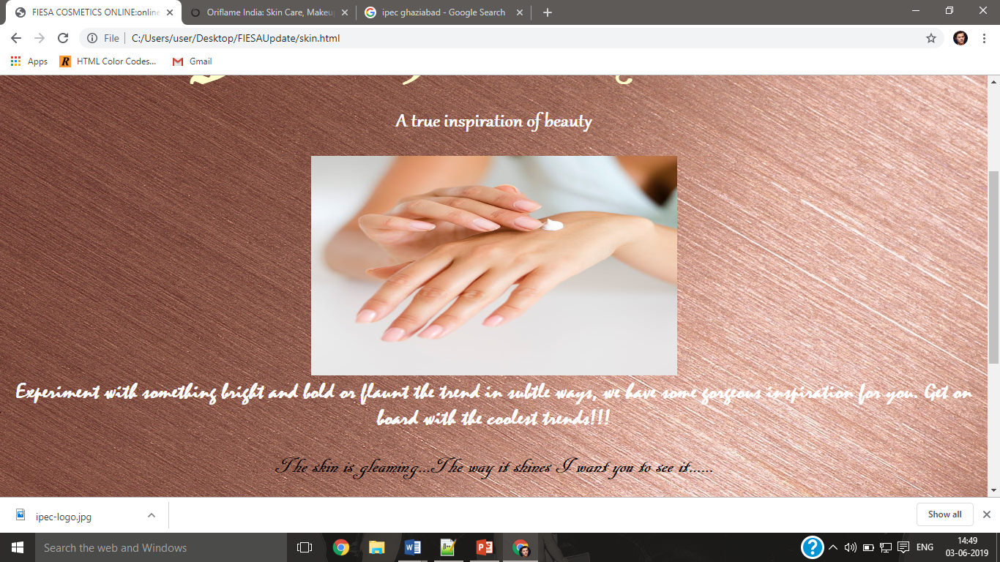 FIESA COSMETICS ONLINE:online
Oriflame India: Skin Care, Makeu
ipec ghaziabad - Google Search
File
C:/Users/user/Desktop/FIESAUpdate/skin.html
Apps
R
HTML Color Codes...
Gmail
A true inspiration of beauty
Experiment with something bright and bold or flaunt the trend in subtle ways, we have some gorgeous inspiration for you. Get on
board with the coolest trends!!!
The skin is gleaming...The way it shines I want you to see it......
ipec-logo.jpg
Show all
Search the web and Windows
ENG
14:49
03-06-2019